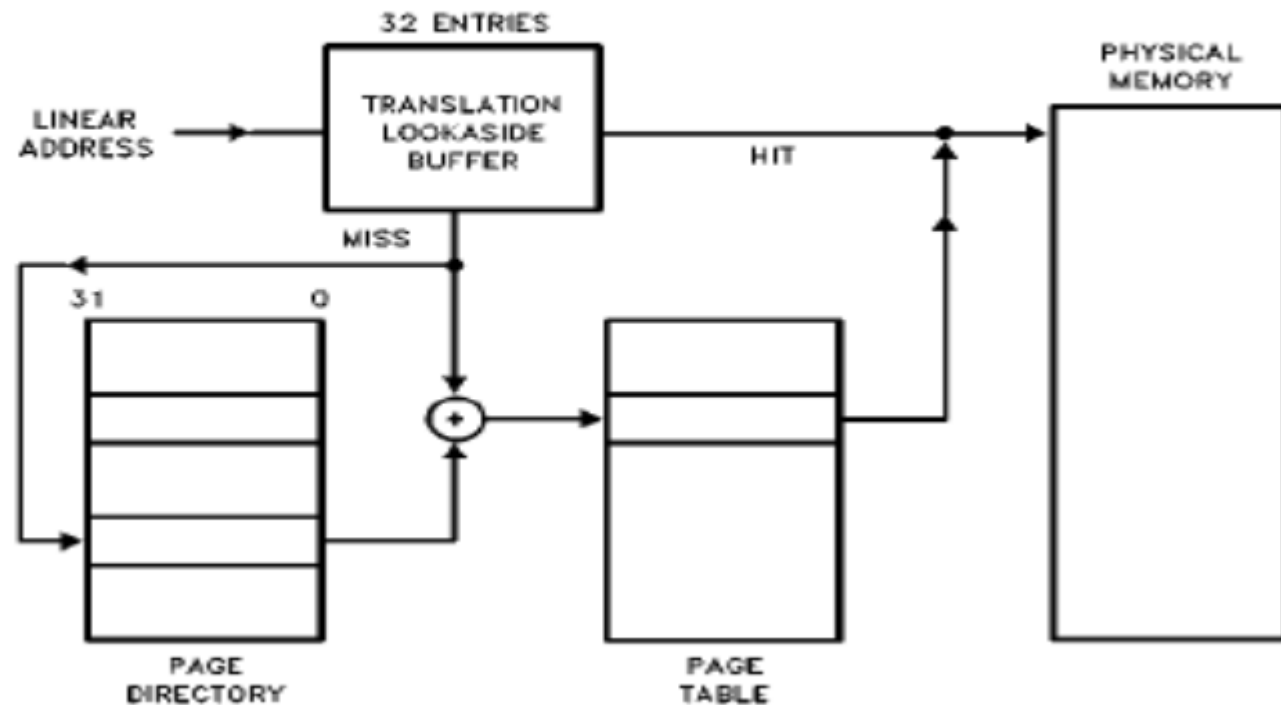 32 ENTRIES
TRANSLATION
LOOKASIDE
BUFFER
LINEAR
ADDRESS
PHYSICAL
MEMORY
HIT
MISS
31
0
+
PAGE
DIRECTORY
PAGE
TABLE